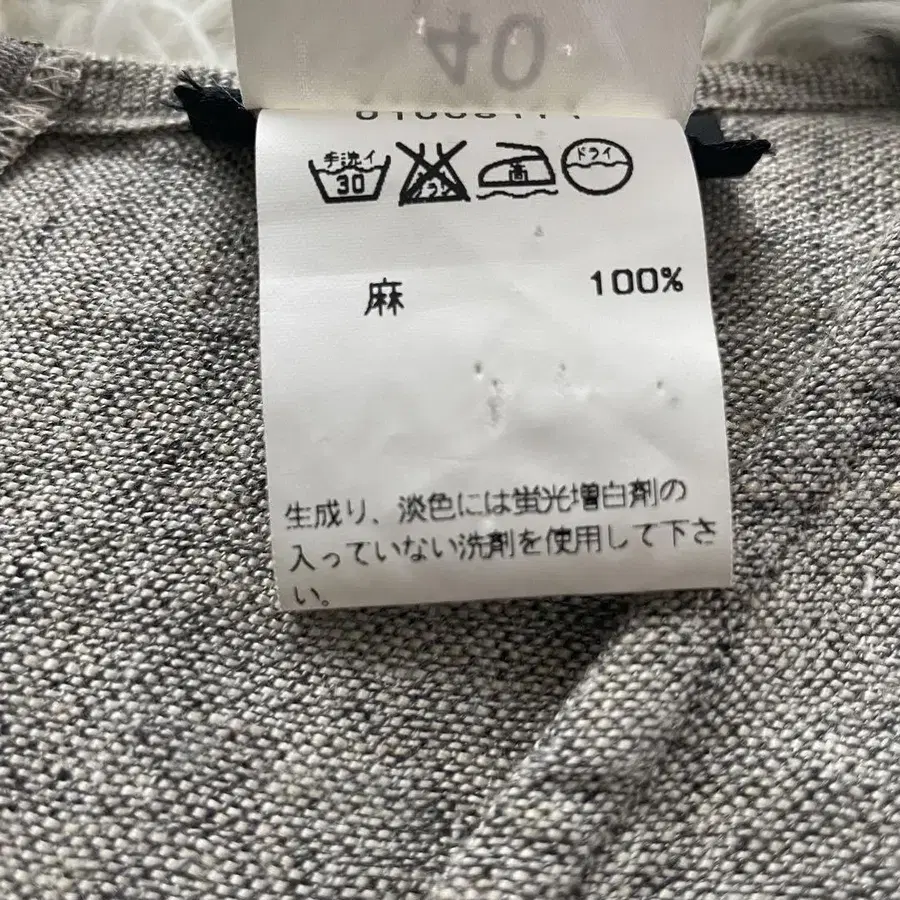 40
手洗イ ドライ
30 高
麻 100%
生成り、淡色には蛍光増白剤の
入っていない洗剤を使用して下さ
い。